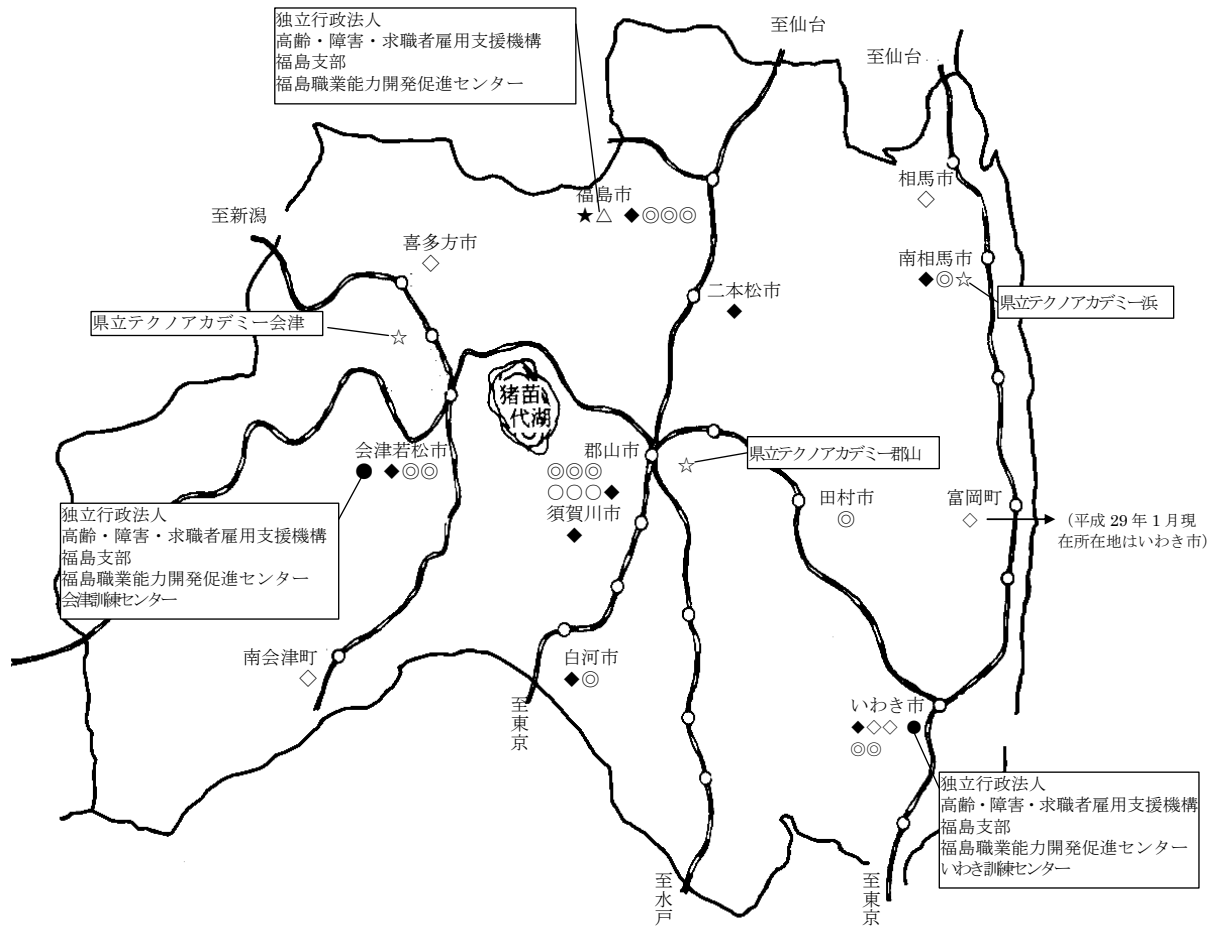 独立行政法人
高齢・障害・求職者雇用支援機構
福島支部
福島職業能力開発促進センター
至仙台
至仙台
相馬市
◇
福島市
★△ ◆◎◎◎
至新潟
喜多方市
◇
南相馬市
◆◎☆
県立テクノアカデミー浜
二本松市
◆
県立テクノアカデミー会津
☆
猪苗
代湖
会津若松市
● ◆◎◎
郡山市
◎◎◎
○○○◆
☆
県立テクノアカデミー郡山
須賀川市
◆
田村市
◎
富岡町
◇
（平成 29 年 1 月現
在所在地はいわき市）
独立行政法人
高齢・障害・求職者雇用支援機構
福島支部
福島職業能力開発促進センター
会津訓練センター
南会津町
◇
白河市
◆◎
至東京
いわき市
◆◇◇ ●
◎◎
独立行政法人
高齢・障害・求職者雇用支援機構
福島支部
福島職業能力開発促進センター
いわき訓練センター
至水戸
至東京